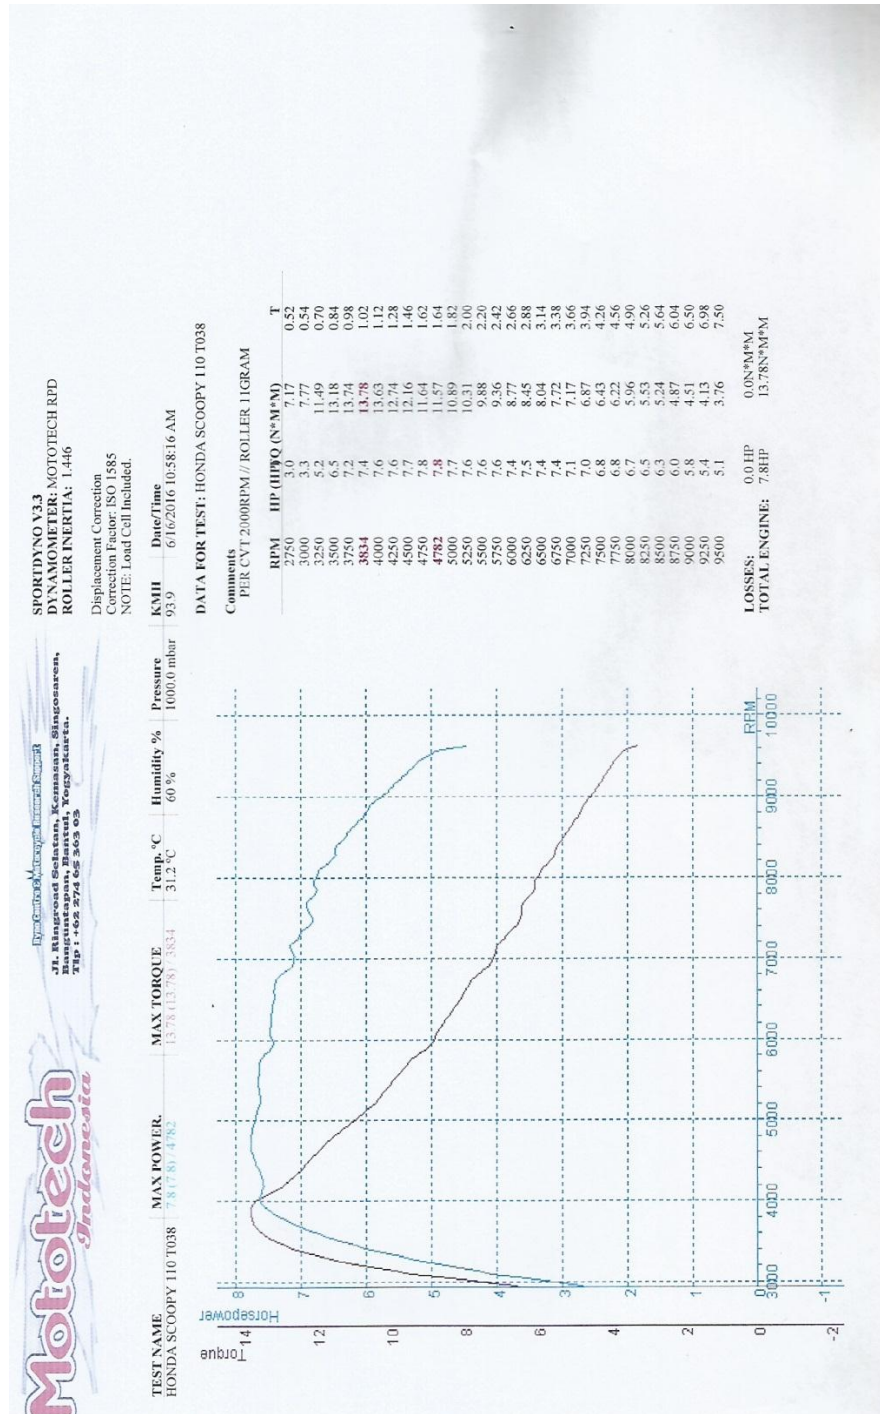 Mototech
Indonesia
Jl. Ringroad Selatan, Kemasan, Singosaren,
Banguntapan, Bantul, Yogyakarta.
Tlp : +62 274 65 363 03
SPORTDYNO V3.3
DYNAMOMETER: MOTOTECH RPD
ROLLER INERTIA: 1.446
Displacement Correction
Correction Factor: ISO 1585
NOTE: Load Cell Included.
TEST NAME MAX POWER. MAX TORQUE Temp. °C Humidity % Pressure KMH Date/Time
HONDA SCOOPY 110 T038 7.8 (7.8) / 4782 13.78 (13.78) / 3834 31.2 °C 60 % 1000.0 mbar 93.9 6/16/2016 10:58:16 AM
DATA FOR TEST: HONDA SCOOPY 110 T038
Comments
PER CVT 2000RPM // ROLLER 11GRAM
RPM HP (HP) TQ (N*M*M) T
2750 3.0 7.17 0.52
3000 3.3 7.77 0.54
3250 5.2 11.49 0.70
3500 6.5 13.18 0.84
3750 7.2 13.74 0.98
3834 7.4 13.78 1.02
4000 7.6 13.63 1.12
4250 7.6 12.74 1.28
4500 7.7 12.16 1.46
4750 7.8 11.64 1.62
4782 7.8 11.57 1.64
5000 7.7 10.89 1.82
5250 7.6 10.31 2.00
5500 7.6 9.88 2.20
5750 7.6 9.36 2.42
6000 7.4 8.77 2.66
6250 7.5 8.45 2.88
6500 7.4 8.04 3.14
6750 7.4 7.72 3.38
7000 7.1 7.17 3.66
7250 7.0 6.87 3.94
7500 6.8 6.43 4.26
7750 6.8 6.22 4.56
8000 6.7 5.96 4.90
8250 6.5 5.53 5.26
8500 6.3 5.24 5.64
8750 6.0 4.87 6.04
9000 5.8 4.51 6.50
9250 5.4 4.13 6.98
9500 5.1 3.76 7.50
LOSSES: 0.0 HP 0.0N*M*M
TOTAL ENGINE: 7.8HP 13.78N*M*M
Torque
14
12
10
8
6
4
2
0
-2
Horsepower
8
7
6
5
4
3
2
1
0
-1
3000 4000 5000 6000 7000 8000 9000 10000
RPM